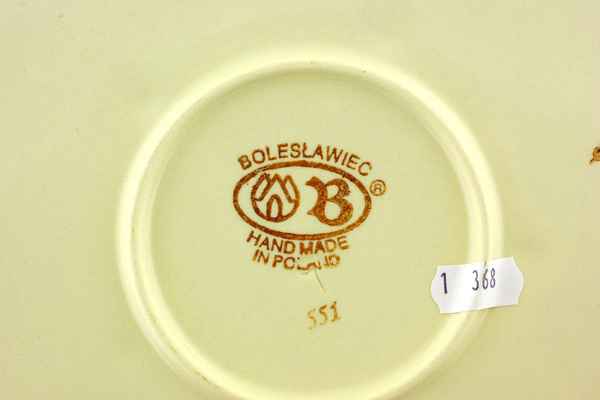 BOLESŁAWIEC
B ®
HAND MADE
IN POLAND
551
1 368